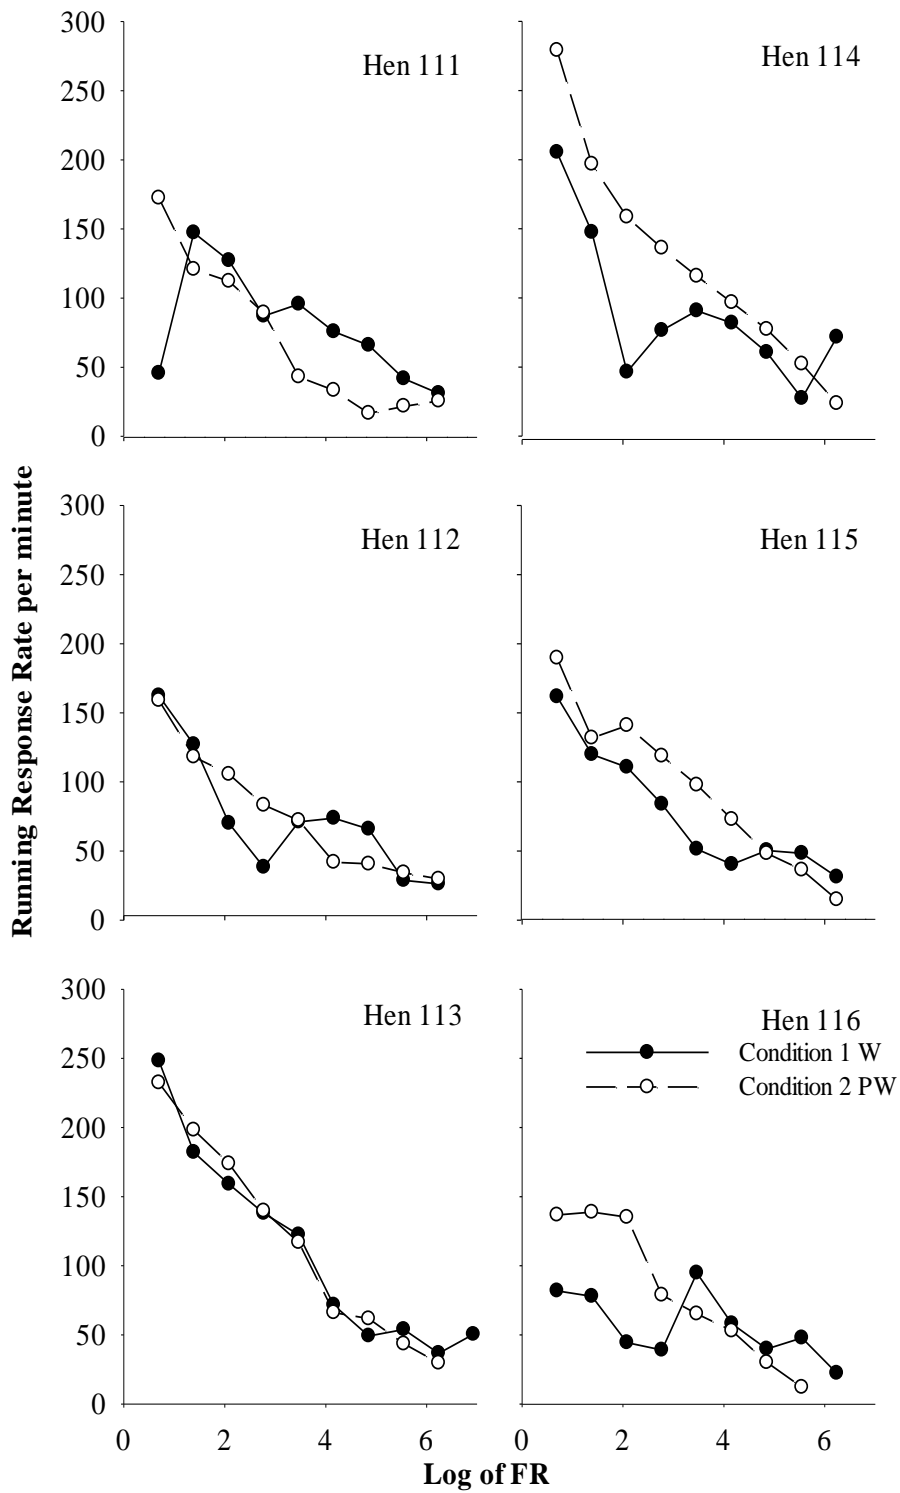 300
250
200
150
100
50
0
Hen 111
Hen 114
300
250
200
150
100
50
0
Hen 112
Hen 115
300
250
200
150
100
50
0
Hen 113
Hen 116
Condition 1 W
Condition 2 PW
0 2 4 6
0 2 4 6
Log of FR
Running Response Rate per minute